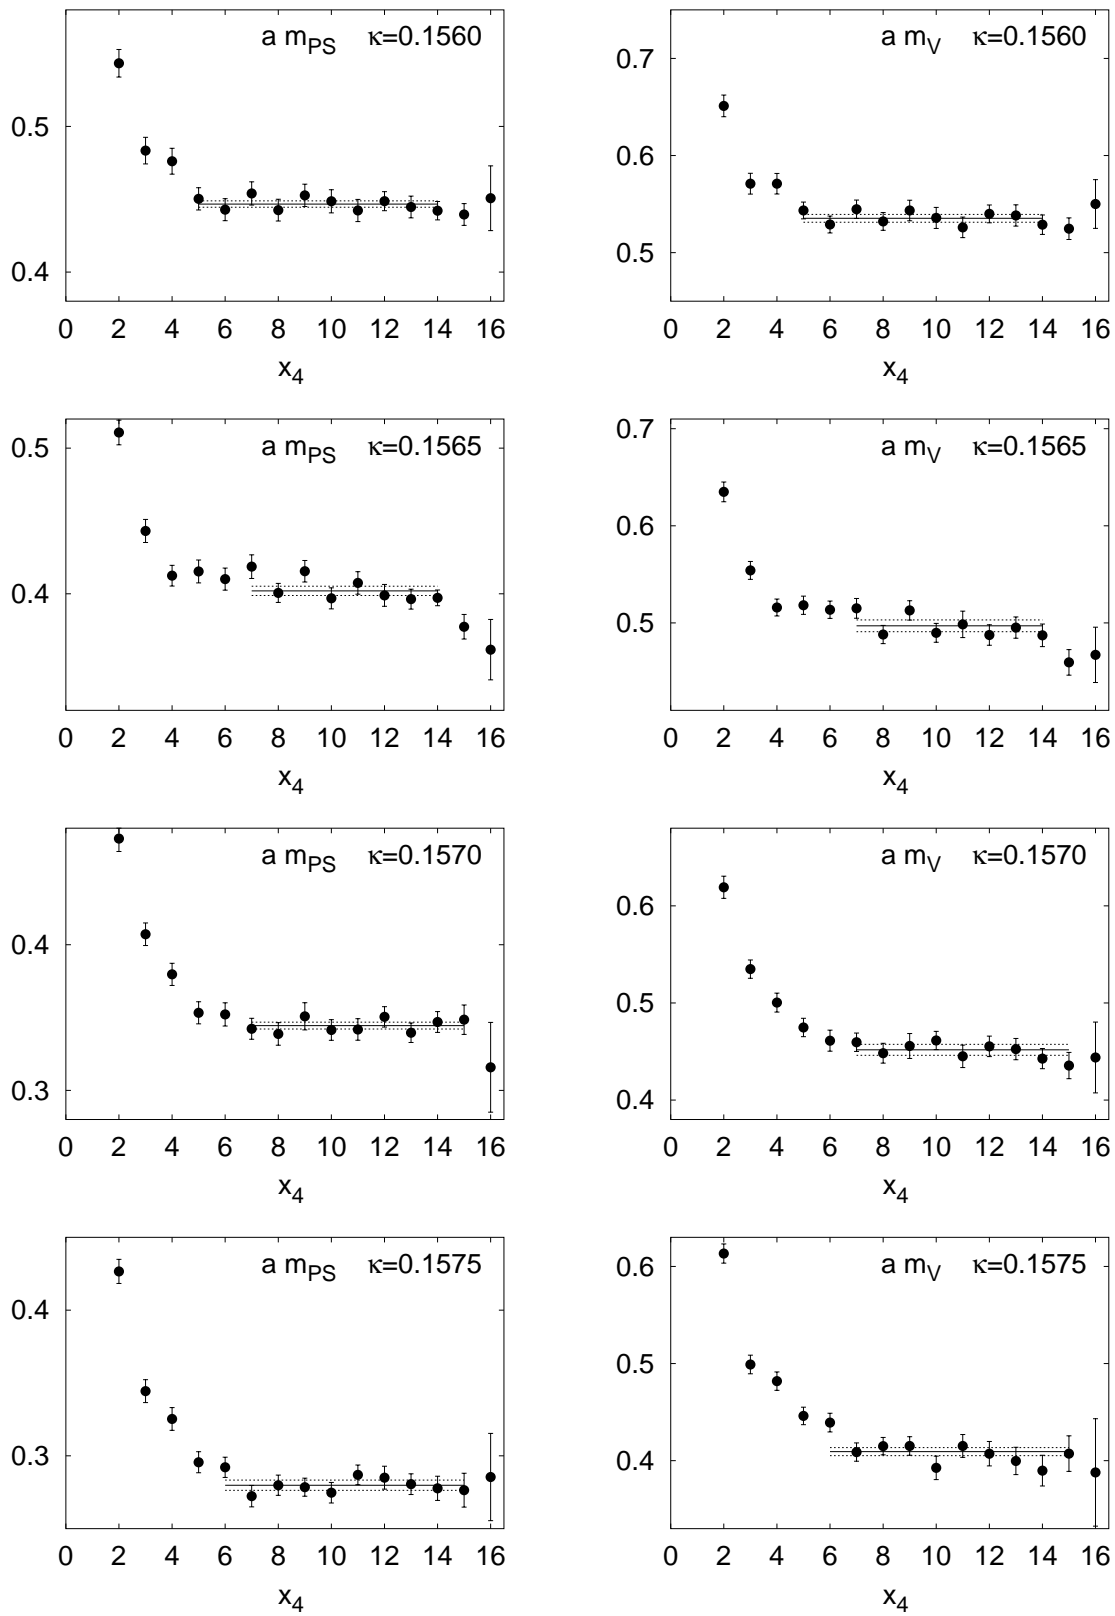 a m_PS κ=0.1560
0.5
0.4
0 2 4 6 8 10 12 14 16
x_4
a m_V κ=0.1560
0.7
0.6
0.5
0 2 4 6 8 10 12 14 16
x_4
a m_PS κ=0.1565
0.5
0.4
0 2 4 6 8 10 12 14 16
x_4
a m_V κ=0.1565
0.7
0.6
0.5
0 2 4 6 8 10 12 14 16
x_4
a m_PS κ=0.1570
0.4
0.3
0 2 4 6 8 10 12 14 16
x_4
a m_V κ=0.1570
0.6
0.5
0.4
0 2 4 6 8 10 12 14 16
x_4
a m_PS κ=0.1575
0.4
0.3
0 2 4 6 8 10 12 14 16
x_4
a m_V κ=0.1575
0.6
0.5
0.4
0 2 4 6 8 10 12 14 16
x_4